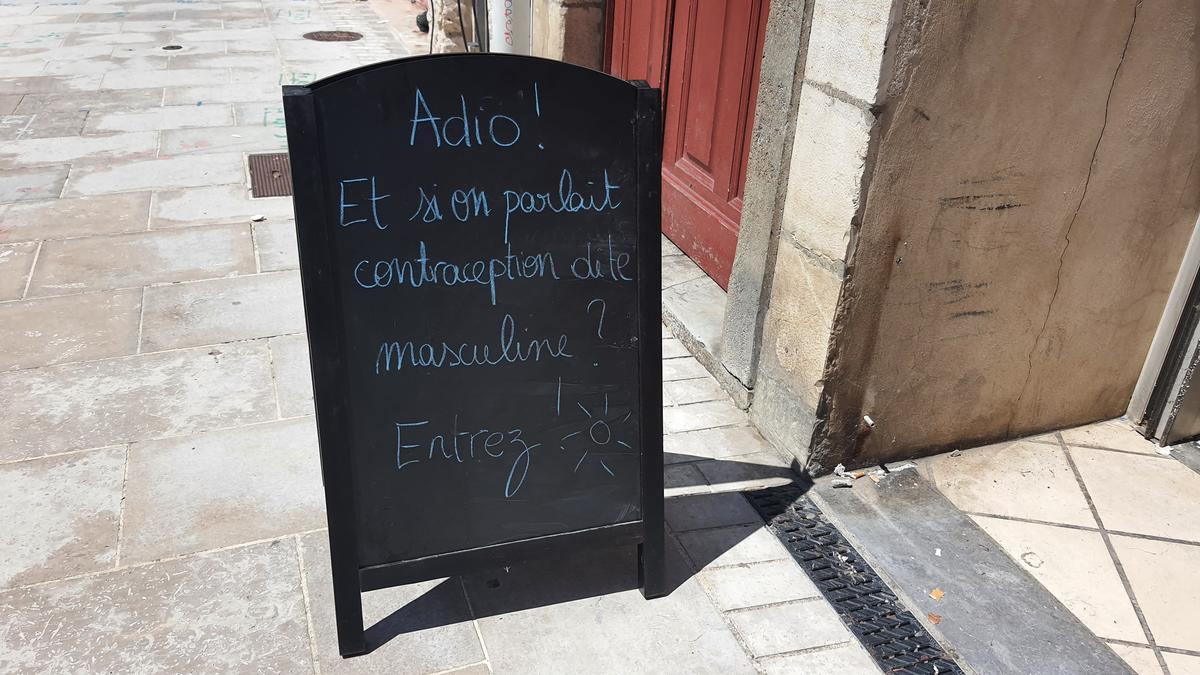 Adio !
Et si on parlait
contraception dite
masculine ?
Entrez